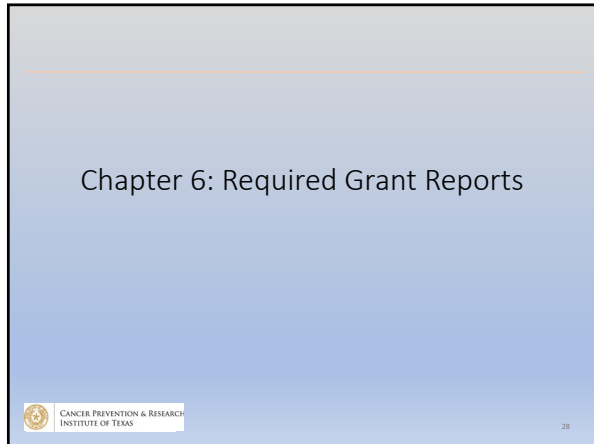 Chapter 6: Required Grant Reports
CANCER PREVENTION & RESEARCH
INSTITUTE OF TEXAS
28